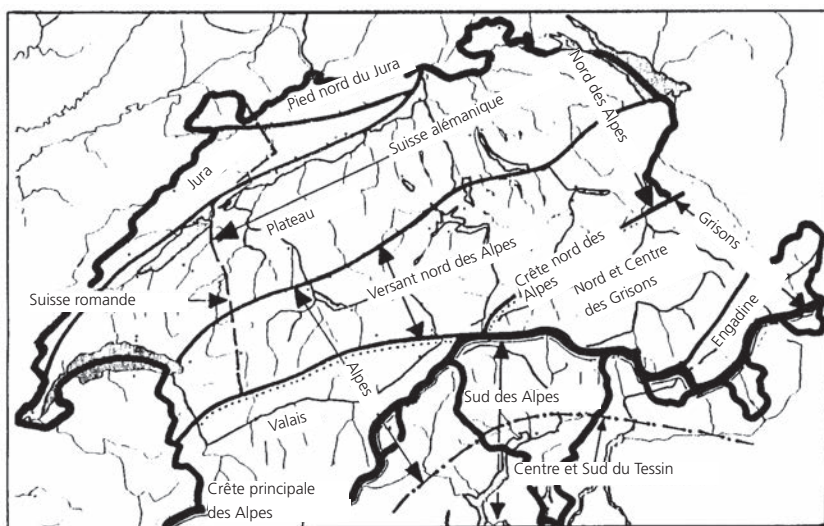 Pied nord du Jura
Nord des Alpes
Suisse alémanique
Jura
Plateau
Grisons
Versant nord des Alpes
Crête nord des
Alpes
Nord et Centre
des Grisons
Suisse romande
Engadine
Alpes
Sud des Alpes
Valais
Centre et Sud du Tessin
Crête principale
des Alpes